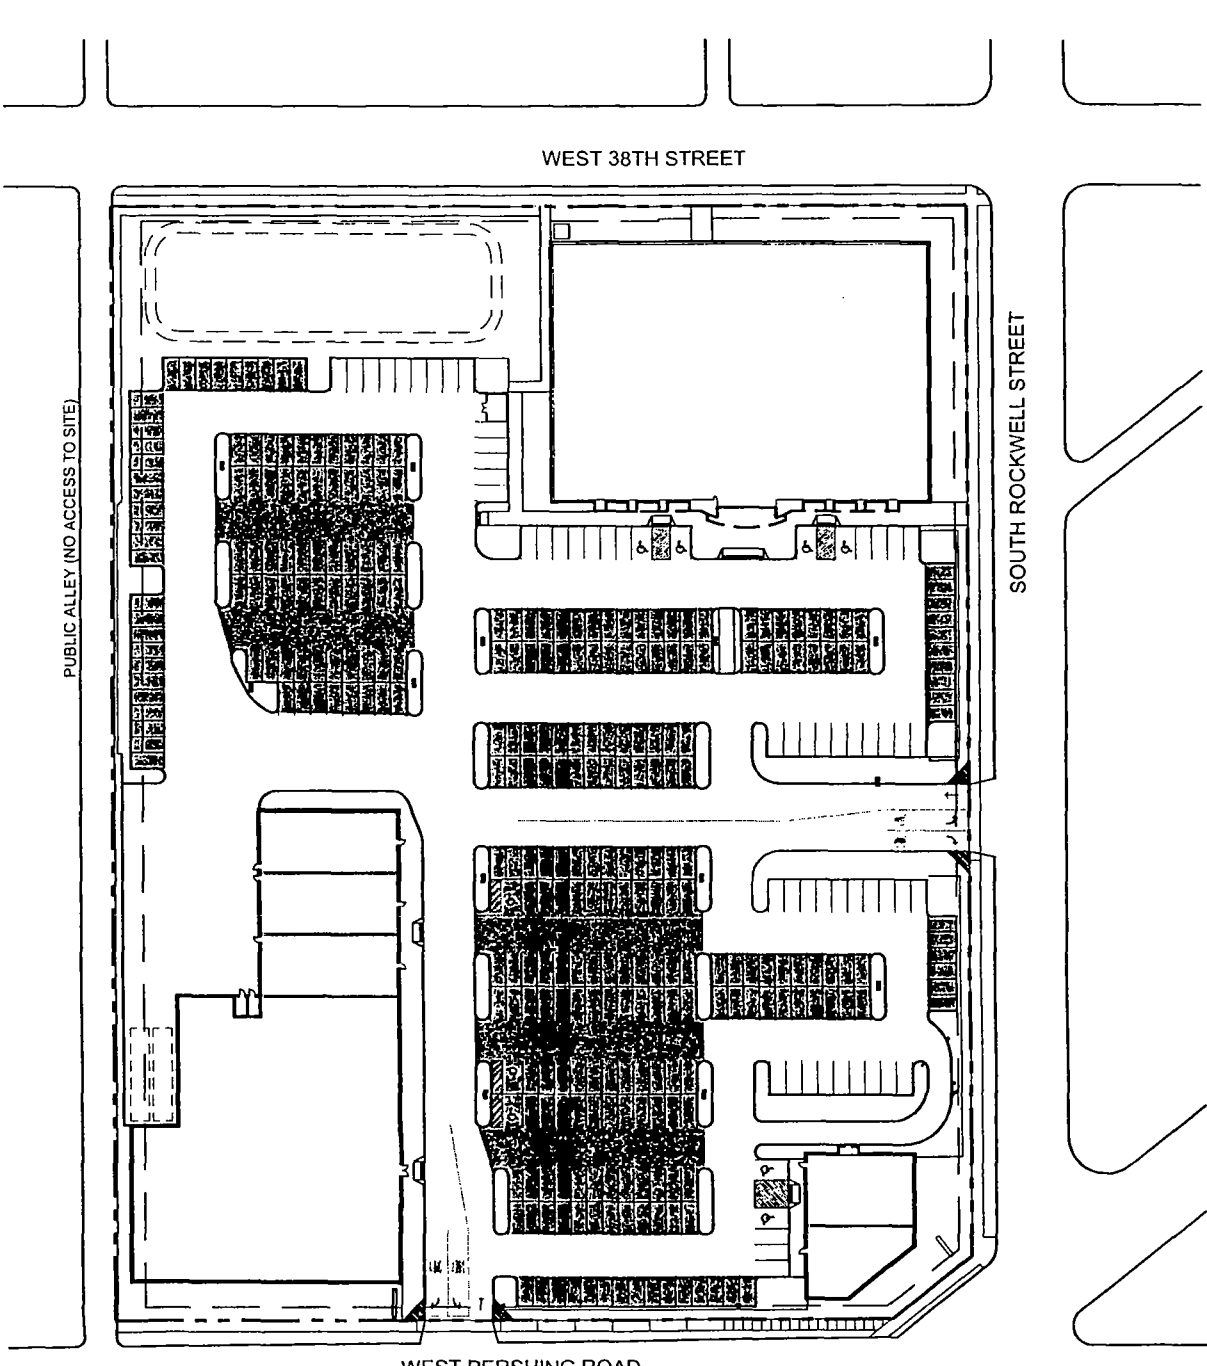 WEST 38TH STREET
PUBLIC ALLEY (NO ACCESS TO SITE)
SOUTH ROCKWELL STREET
WEST PERSHING ROAD